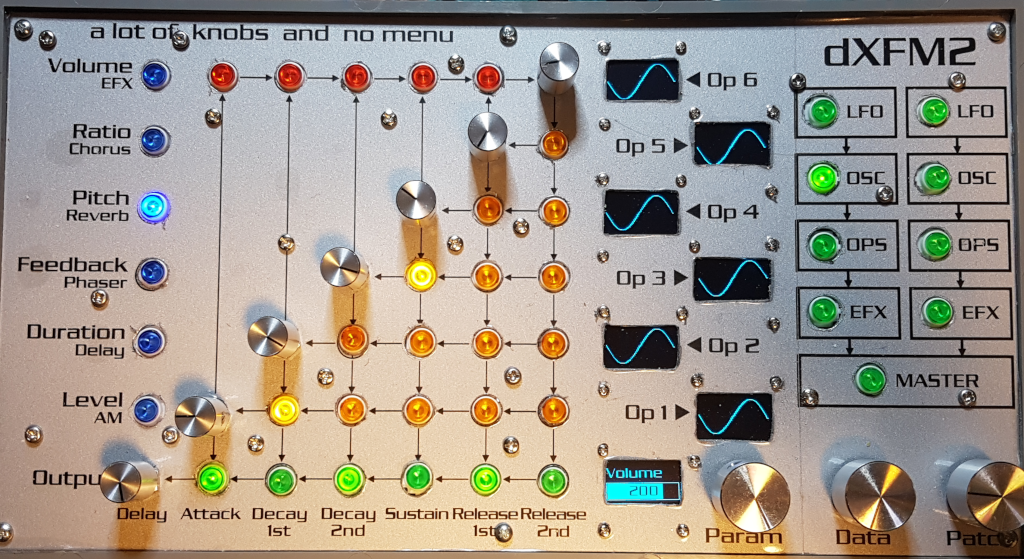 a lot of knobs and no menu
dXFM2
Volume
EFX
Op 6
LFO
LFO
Ratio
Chorus
Op 5
Pitch
Reverb
OSC
OSC
Op 4
OPS
OPS
Feedback
Phaser
Op 3
EFX
EFX
Duration
Delay
Op 2
MASTER
Level
AM
Op 1
Output
Volume
200
Delay
Attack
Decay
1st
Decay
2nd
Sustain
Release
1st
Release
2nd
Param
Data
Patch